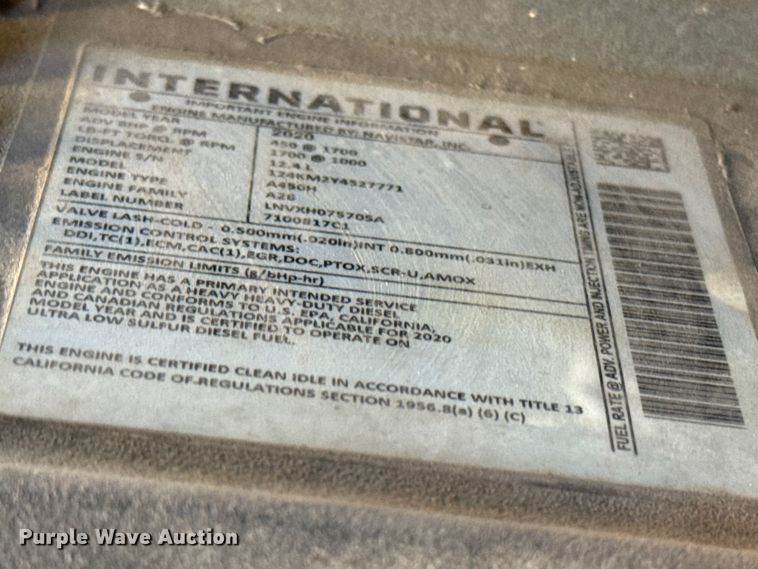 INTERNATIONAL
IMPORTANT ENGINE INFORMATION
ENGINE MANUFACTURED BY: NAVISTAR, INC.
MODEL YEAR 2020
ADV BHP @ RPM 450 @ 1700
LB-FT TORQ. @ RPM 1700 @ 1000
DISPLACEMENT 12.4 L
ENGINE S/N 124KM2Y4527771
MODEL A450H
ENGINE TYPE A26
ENGINE FAMILY LNVXH075705A
LABEL NUMBER 7100817C1
VALVE LASH-COLD - 0.500mm(.020in)INT 0.800mm(.031in)EXH
EMISSION CONTROL SYSTEMS:
DDI,TC(1),ECM,CAC(1),EGR,DOC,PTOX,SCR-U,AMOX
FAMILY EMISSION LIMITS (g/bHp-hr)
THIS ENGINE HAS A PRIMARY INTENDED SERVICE
APPLICATION AS A HEAVY HEAVY-DUTY DIESEL
ENGINE AND CONFORMS TO U.S. EPA, CALIFORNIA,
AND CANADIAN REGULATIONS APPLICABLE FOR 2020
MODEL YEAR AND IS CERTIFIED TO OPERATE ON
ULTRA LOW SULFUR DIESEL FUEL.
THIS ENGINE IS CERTIFIED CLEAN IDLE IN ACCORDANCE WITH TITLE 13
CALIFORNIA CODE OF REGULATIONS SECTION 1956.8(a) (6) (C)
FUEL RATE @ ADV. POWER AND INJECTION TIMING ARE NON-ADJUSTABLE
Purple Wave Auction